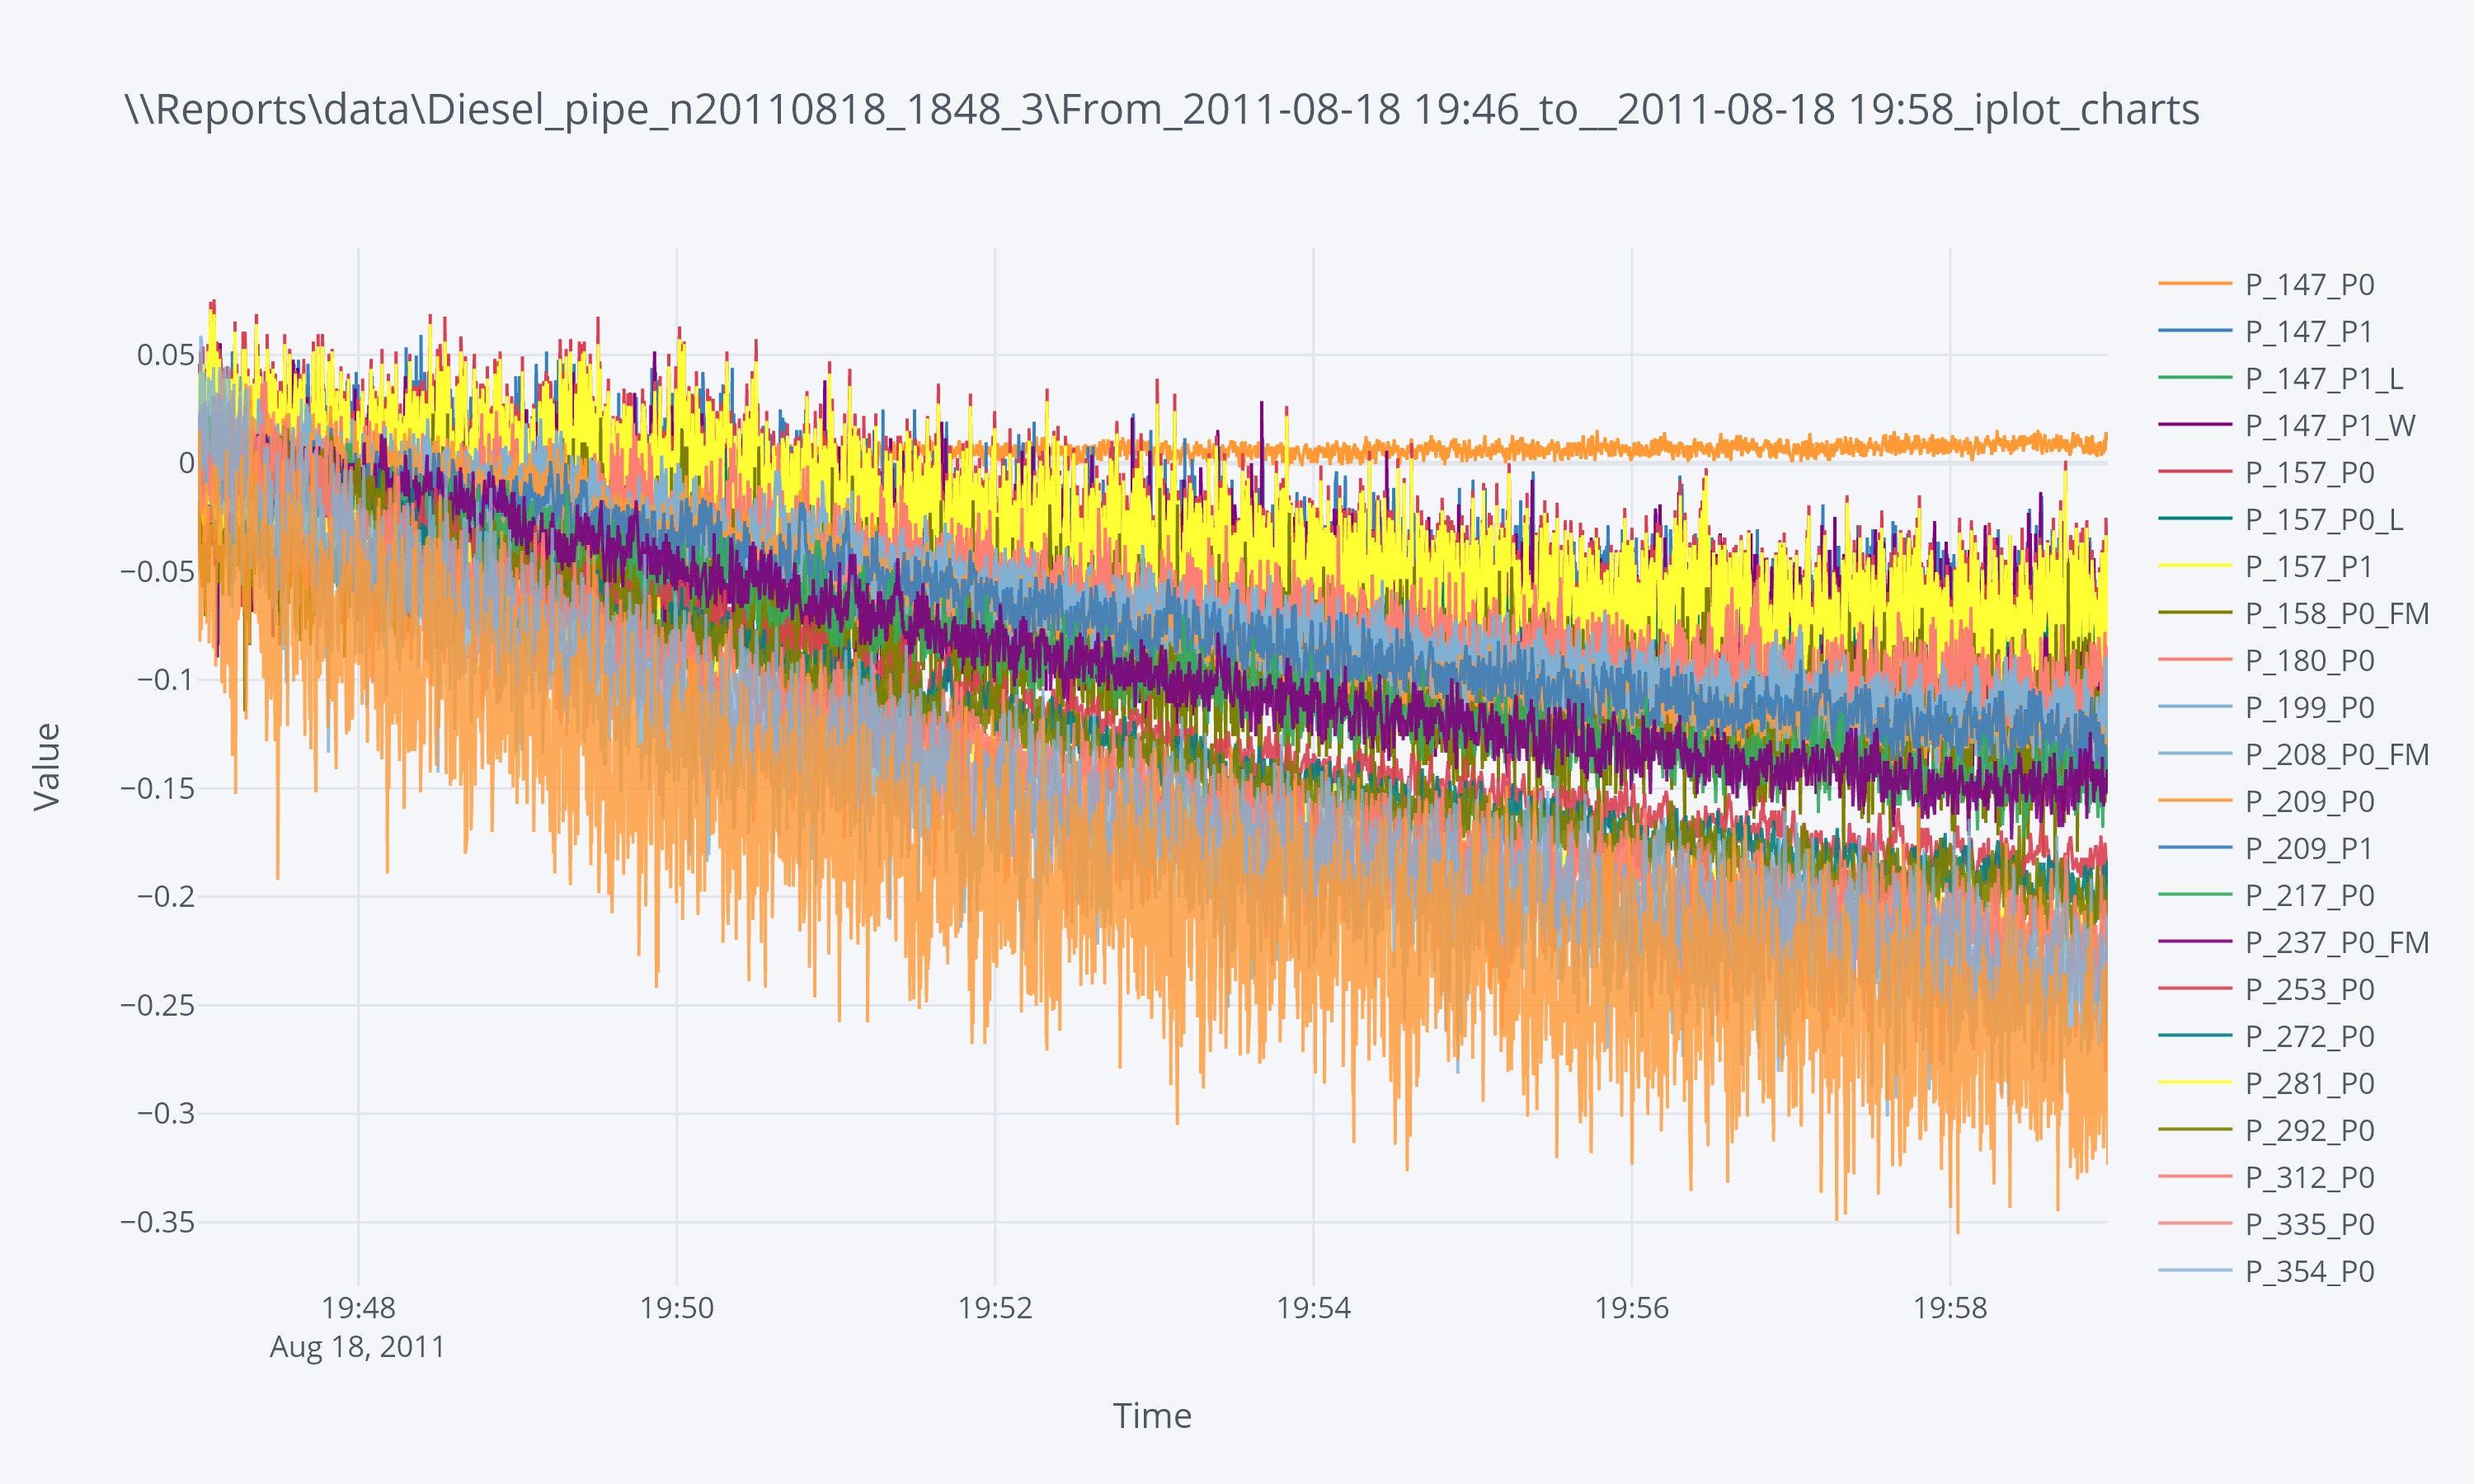 \\Reports\data\Diesel_pipe_n20110818_1848_3\From_2011-08-18 19:46_to__2011-08-18 19:58_iplot_charts
0.05
0
−0.05
−0.1
−0.15
−0.2
−0.25
−0.3
−0.35
Value
19:48
Aug 18, 2011
19:50
19:52
19:54
19:56
19:58
Time
P_147_P0
P_147_P1
P_147_P1_L
P_147_P1_W
P_157_P0
P_157_P0_L
P_157_P1
P_158_P0_FM
P_180_P0
P_199_P0
P_208_P0_FM
P_209_P0
P_209_P1
P_217_P0
P_237_P0_FM
P_253_P0
P_272_P0
P_281_P0
P_292_P0
P_312_P0
P_335_P0
P_354_P0